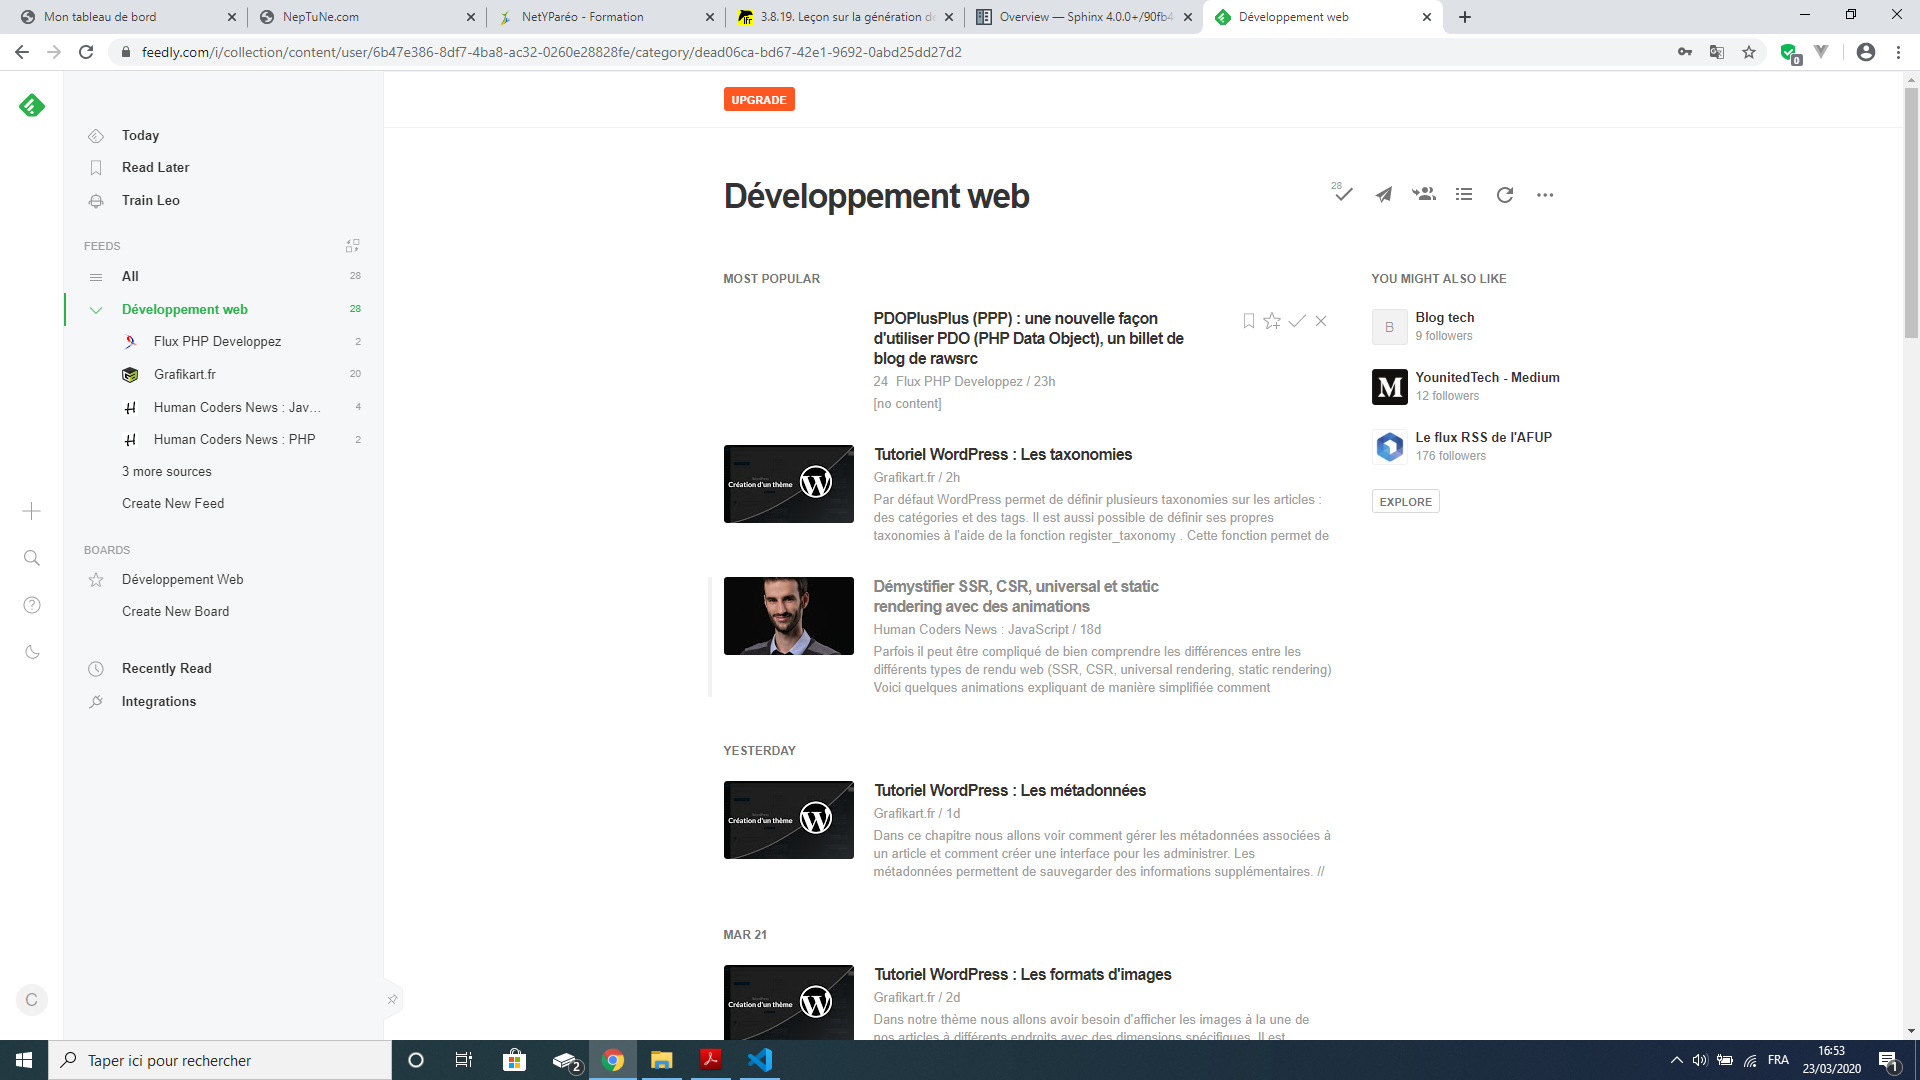 Mon tableau de bord
NepTuNe.com
NetYParéo - Formation
3.8.19. Leçon sur la génération de
Overview — Sphinx 4.0.0+/90fb4
Développement web
feedly.com/i/collection/content/user/6b47e386-8df7-4ba8-ac32-0260e28828fe/category/dead06ca-bd67-42e1-9692-0abd25dd27d2
0
UPGRADE
Today
Read Later
Train Leo
FEEDS
All 28
Développement web 28
Flux PHP Developpez 2
Grafikart.fr 20
Human Coders News : Jav... 4
Human Coders News : PHP 2
3 more sources
Create New Feed
BOARDS
Développement Web
Create New Board
Recently Read
Integrations
C
Développement web
28
MOST POPULAR
PDOPlusPlus (PPP) : une nouvelle façon
d'utiliser PDO (PHP Data Object), un billet de
blog de rawsrc
24 Flux PHP Developpez / 23h
[no content]
Création d'un thème
Tutoriel WordPress : Les taxonomies
Grafikart.fr / 2h
Par défaut WordPress permet de définir plusieurs taxonomies sur les articles :
des catégories et des tags. Il est aussi possible de définir ses propres
taxonomies à l'aide de la fonction register_taxonomy . Cette fonction permet de
Démystifier SSR, CSR, universal et static
rendering avec des animations
Human Coders News : JavaScript / 18d
Parfois il peut être compliqué de bien comprendre les différences entre les
différents types de rendu web (SSR, CSR, universal rendering, static rendering)
Voici quelques animations expliquant de manière simplifiée comment
YESTERDAY
Création d'un thème
Tutoriel WordPress : Les métadonnées
Grafikart.fr / 1d
Dans ce chapitre nous allons voir comment gérer les métadonnées associées à
un article et comment créer une interface pour les administrer. Les
métadonnées permettent de sauvegarder des informations supplémentaires. //
MAR 21
Création d'un thème
Tutoriel WordPress : Les formats d'images
Grafikart.fr / 2d
Dans notre thème nous allons avoir besoin d'afficher les images à la une de
nos articles à différents endroits avec des dimensions spécifiques. Il est
YOU MIGHT ALSO LIKE
B
Blog tech
9 followers
M
YounitedTech - Medium
12 followers
Le flux RSS de l'AFUP
176 followers
EXPLORE
Taper ici pour rechercher
2
FRA
16:53
23/03/2020
1